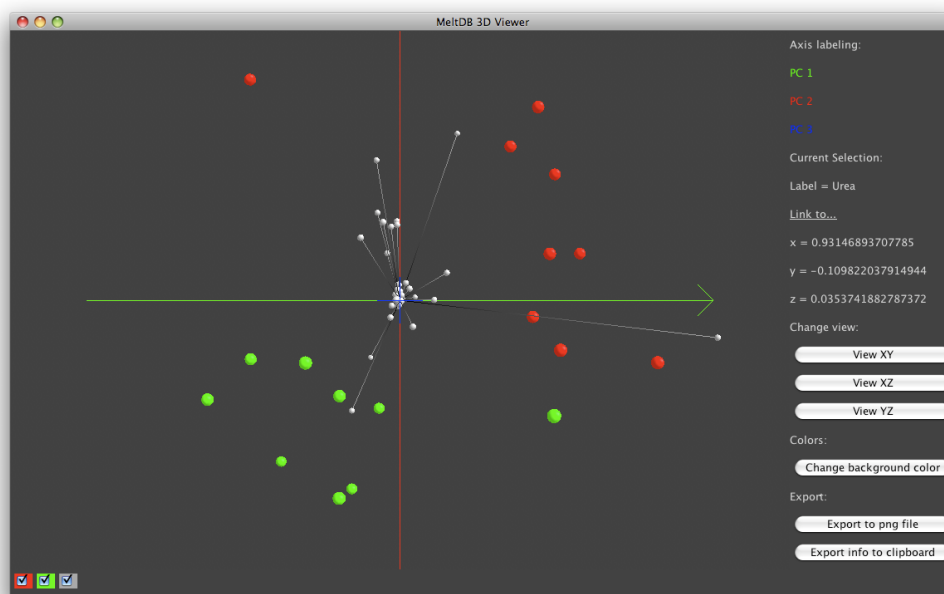 MeltDB 3D Viewer
Axis labeling:
PC 1
PC 2
PC 3
Current Selection:
Label = Urea
Link to...
x = 0.93146893707785
y = -0.109822037914944
z = 0.0353741882787372
Change view:
View XY
View XZ
View YZ
Colors:
Change background color
Export:
Export to png file
Export info to clipboard